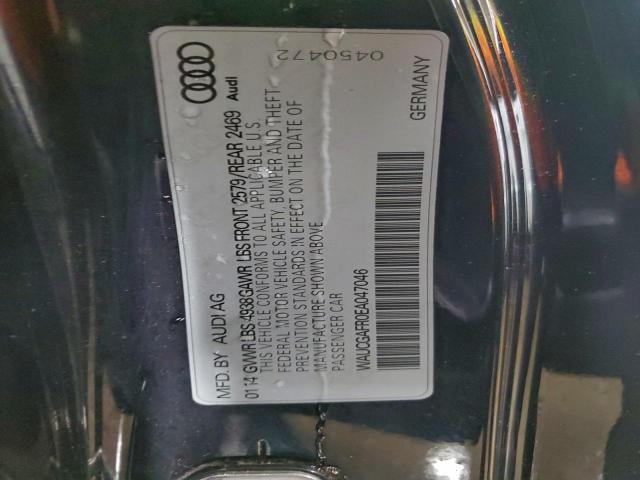 MFD. BY AUDI AG
01 14 GVWR LBS 4938 GAWR LBS FRONT 2579/REAR 2469
THIS VEHICLE CONFORMS TO ALL APPLICABLE U.S.
FEDERAL MOTOR VEHICLE SAFETY, BUMPER AND THEFT
PREVENTION STANDARDS IN EFFECT ON THE DATE OF
MANUFACTURE SHOWN ABOVE
PASSENGER CAR
WAUCGAFR0EA047046
Audi
0450472
GERMANY